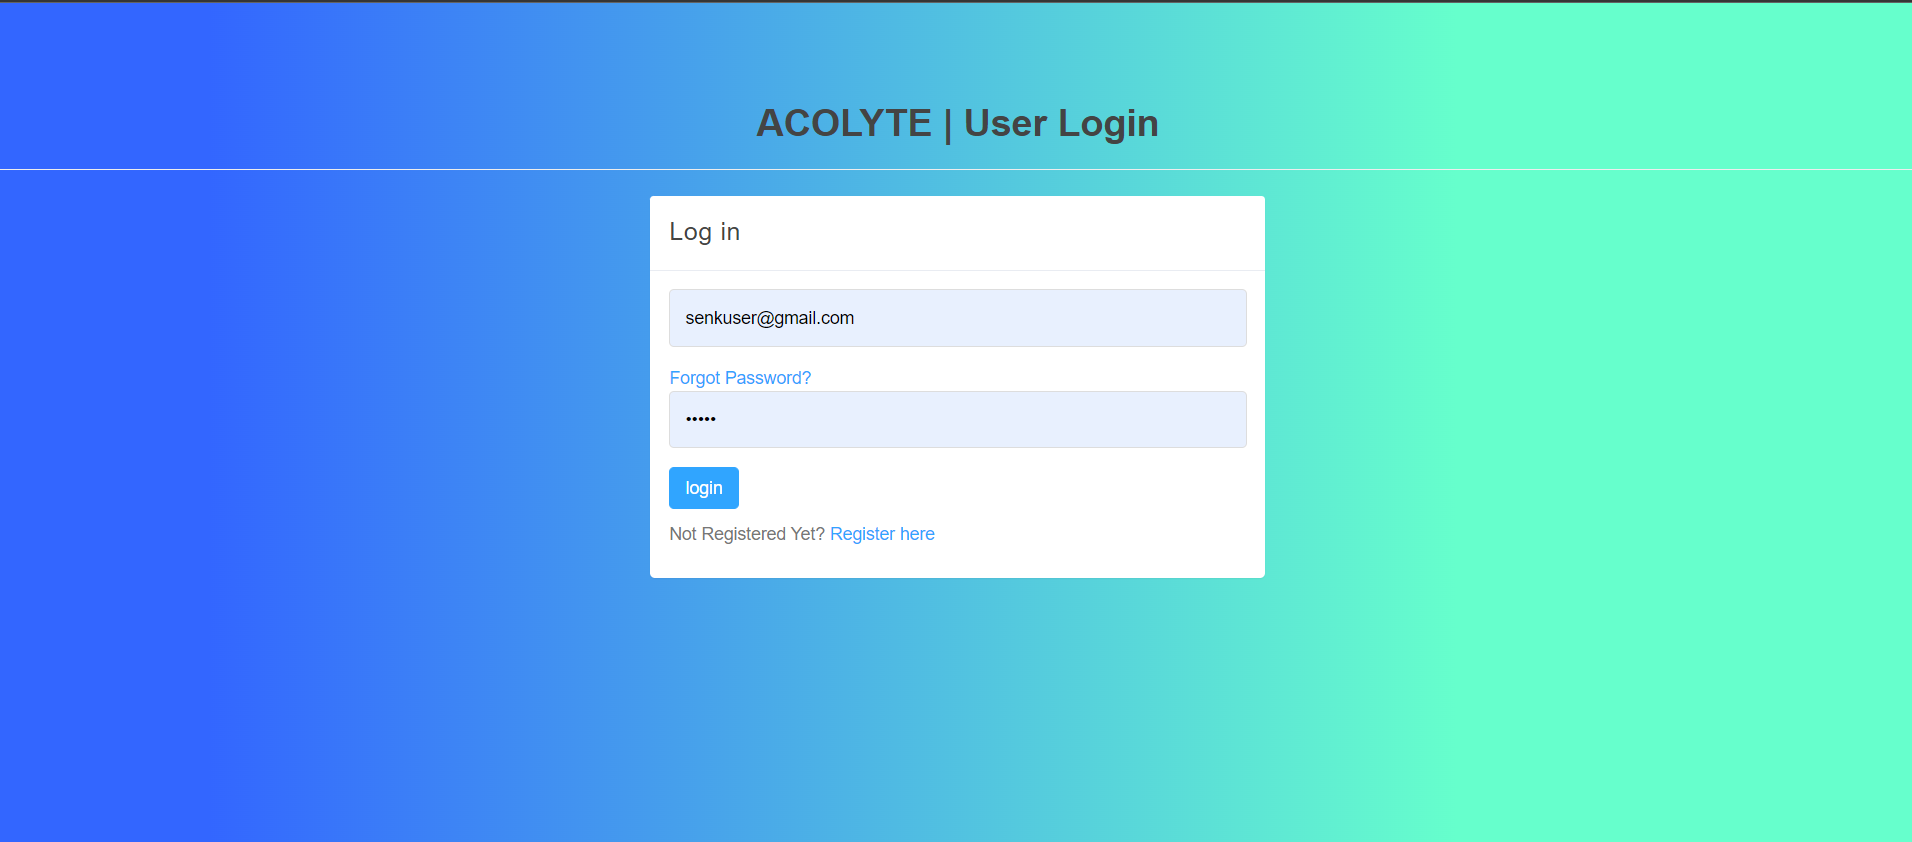 ACOLYTE | User Login
Log in
senkuser@gmail.com
Forgot Password?
•••••
login
Not Registered Yet? Register here